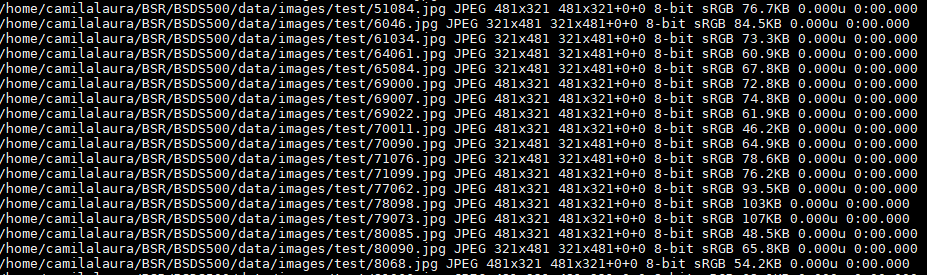 /home/camilalaura/BSR/BSDS500/data/images/test/51084.jpg JPEG 481x321 481x321+0+0 8-bit sRGB 76.7KB 0.000u 0:00.000
/home/camilalaura/BSR/BSDS500/data/images/test/6046.jpg JPEG 321x481 321x481+0+0 8-bit sRGB 84.5KB 0.000u 0:00.000
/home/camilalaura/BSR/BSDS500/data/images/test/61034.jpg JPEG 321x481 321x481+0+0 8-bit sRGB 73.3KB 0.000u 0:00.000
/home/camilalaura/BSR/BSDS500/data/images/test/64061.jpg JPEG 321x481 321x481+0+0 8-bit sRGB 60.9KB 0.000u 0:00.000
/home/camilalaura/BSR/BSDS500/data/images/test/65084.jpg JPEG 321x481 321x481+0+0 8-bit sRGB 67.8KB 0.000u 0:00.000
/home/camilalaura/BSR/BSDS500/data/images/test/69000.jpg JPEG 481x321 481x321+0+0 8-bit sRGB 72.8KB 0.000u 0:00.000
/home/camilalaura/BSR/BSDS500/data/images/test/69007.jpg JPEG 481x321 481x321+0+0 8-bit sRGB 74.8KB 0.000u 0:00.000
/home/camilalaura/BSR/BSDS500/data/images/test/69022.jpg JPEG 481x321 481x321+0+0 8-bit sRGB 61.9KB 0.000u 0:00.000
/home/camilalaura/BSR/BSDS500/data/images/test/70011.jpg JPEG 481x321 481x321+0+0 8-bit sRGB 46.2KB 0.000u 0:00.000
/home/camilalaura/BSR/BSDS500/data/images/test/70090.jpg JPEG 321x481 321x481+0+0 8-bit sRGB 64.9KB 0.000u 0:00.000
/home/camilalaura/BSR/BSDS500/data/images/test/71076.jpg JPEG 321x481 321x481+0+0 8-bit sRGB 78.6KB 0.000u 0:00.000
/home/camilalaura/BSR/BSDS500/data/images/test/71099.jpg JPEG 481x321 481x321+0+0 8-bit sRGB 76.2KB 0.000u 0:00.000
/home/camilalaura/BSR/BSDS500/data/images/test/77062.jpg JPEG 481x321 481x321+0+0 8-bit sRGB 93.5KB 0.000u 0:00.000
/home/camilalaura/BSR/BSDS500/data/images/test/78098.jpg JPEG 481x321 481x321+0+0 8-bit sRGB 103KB 0.000u 0:00.000
/home/camilalaura/BSR/BSDS500/data/images/test/79073.jpg JPEG 481x321 481x321+0+0 8-bit sRGB 107KB 0.000u 0:00.000
/home/camilalaura/BSR/BSDS500/data/images/test/80085.jpg JPEG 481x321 481x321+0+0 8-bit sRGB 48.5KB 0.000u 0:00.000
/home/camilalaura/BSR/BSDS500/data/images/test/80090.jpg JPEG 321x481 321x481+0+0 8-bit sRGB 65.8KB 0.000u 0:00.000
/home/camilalaura/BSR/BSDS500/data/images/test/8068.jpg JPEG 481x321 481x321+0+0 8-bit sRGB 54.2KB 0.000u 0:00.000